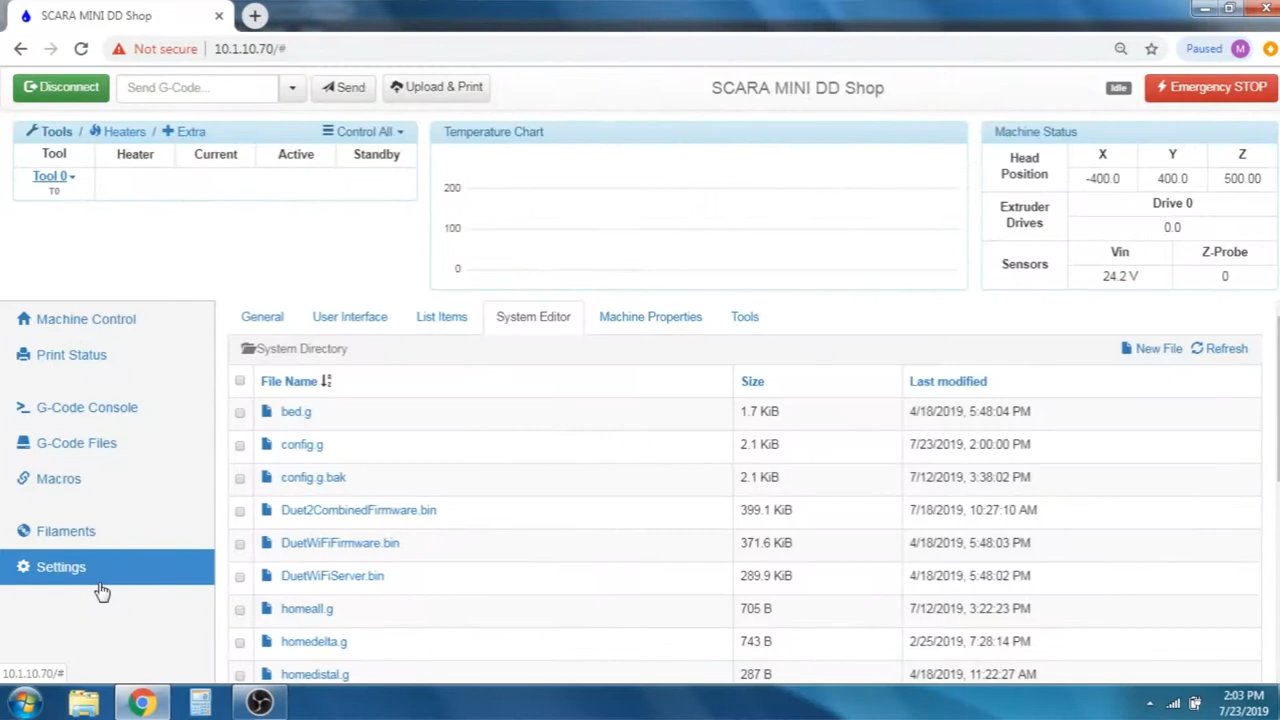 SCARA MINI DD Shop
Not secure | 10.1.10.70/#
Paused M
Disconnect Send G-Code... Send Upload & Print SCARA MINI DD Shop Idle Emergency STOP
Tools / Heaters / Extra Control All
Tool Heater Current Active Standby
Tool 0
T0
Temperature Chart
200
100
0
Machine Status
Head Position X Y Z
-400.0 400.0 500.00
Extruder Drives Drive 0
0.0
Sensors Vin Z-Probe
24.2 V 0
Machine Control
Print Status
G-Code Console
G-Code Files
Macros
Filaments
Settings
General User Interface List Items System Editor Machine Properties Tools
System Directory New File Refresh
File Name Size Last modified
bed.g 1.7 KiB 4/18/2019, 5:48:04 PM
config.g 2.1 KiB 7/23/2019, 2:00:00 PM
config.g.bak 2.1 KiB 7/12/2019, 3:38:02 PM
Duet2CombinedFirmware.bin 399.1 KiB 7/18/2019, 10:27:10 AM
DuetWiFiFirmware.bin 371.6 KiB 4/18/2019, 5:48:03 PM
DuetWiFiServer.bin 289.9 KiB 4/18/2019, 5:48:02 PM
homeall.g 705 B 7/12/2019, 3:22:23 PM
homedelta.g 743 B 2/25/2019, 7:28:14 PM
homedistal.g 287 B 4/18/2019, 11:22:27 AM
10.1.10.70/#
2:03 PM
7/23/2019